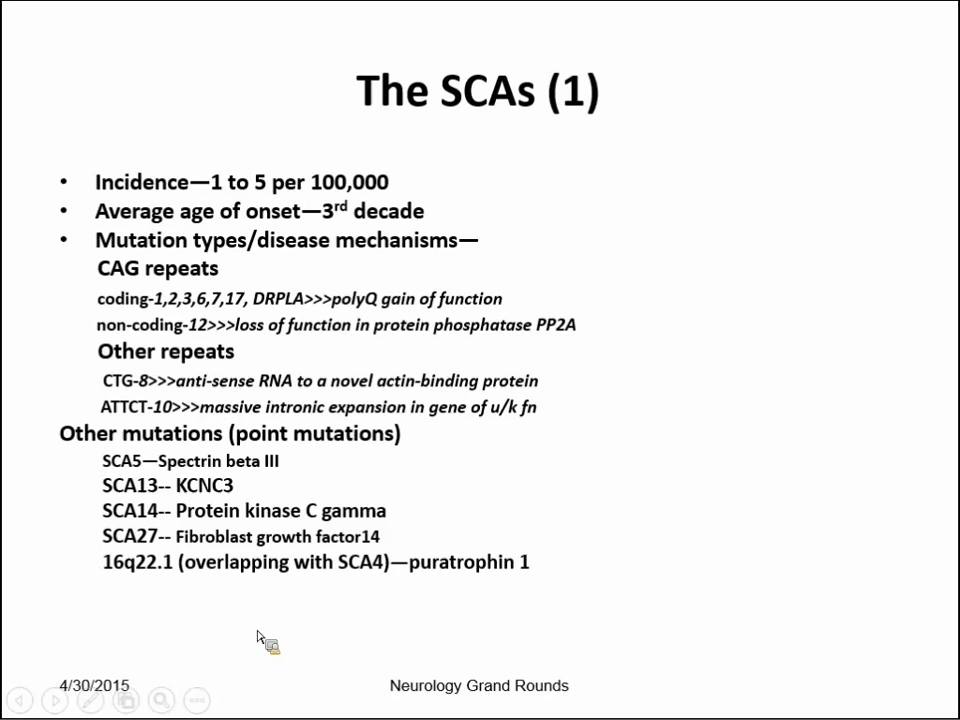 The SCAs (1)
• Incidence—1 to 5 per 100,000
• Average age of onset—3rd decade
• Mutation types/disease mechanisms—
CAG repeats
coding-1,2,3,6,7,17, DRPLA>>>polyQ gain of function
non-coding-12>>>loss of function in protein phosphatase PP2A
Other repeats
CTG-8>>>anti-sense RNA to a novel actin-binding protein
ATTCT-10>>>massive intronic expansion in gene of u/k fn
Other mutations (point mutations)
SCA5—Spectrin beta III
SCA13-- KCNC3
SCA14-- Protein kinase C gamma
SCA27-- Fibroblast growth factor14
16q22.1 (overlapping with SCA4)—puratrophin 1
4/30/2015 Neurology Grand Rounds